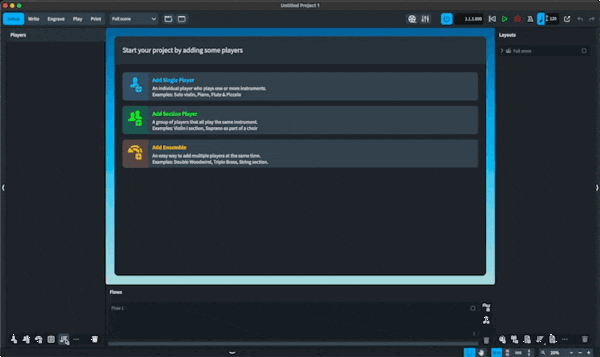 Untitled Project 1
Setup Write Engrave Play Print Full score 1.1.1.000 120
Players
Layouts
Start your project by adding some players
Full score
Add Single Player
An individual player who plays one or more instruments.
Examples: Solo violin, Piano, Flute & Piccolo
Add Section Player
A group of players that all play the same instrument.
Examples: Violin I section, Soprano as part of a choir
Add Ensemble
An easy way to add multiple players at the same time.
Examples: Double Woodwind, Triple Brass, String section.
Flows
Flow 1